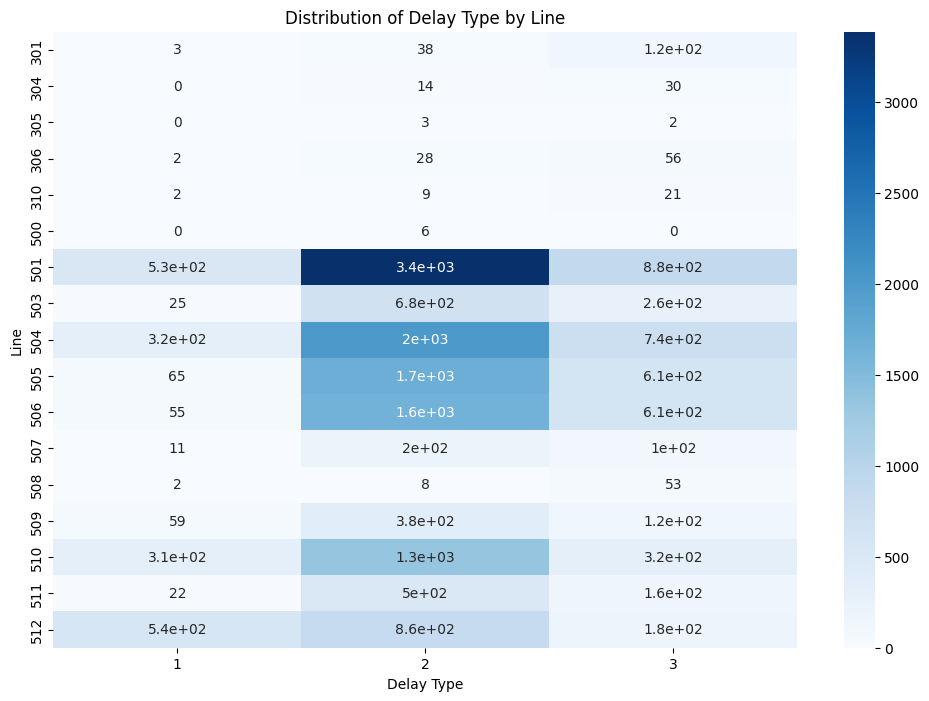 Distribution of Delay Type by Line
301 3 38 1.2e+02
304 0 14 30
305 0 3 2
306 2 28 56
310 2 9 21
500 0 6 0
501 5.3e+02 3.4e+03 8.8e+02
503 25 6.8e+02 2.6e+02
504 3.2e+02 2e+03 7.4e+02
505 65 1.7e+03 6.1e+02
506 55 1.6e+03 6.1e+02
507 11 2e+02 1e+02
508 2 8 53
509 59 3.8e+02 1.2e+02
510 3.1e+02 1.3e+03 3.2e+02
511 22 5e+02 1.6e+02
512 5.4e+02 8.6e+02 1.8e+02
Line
1 2 3
Delay Type
3000
2500
2000
1500
1000
500
0